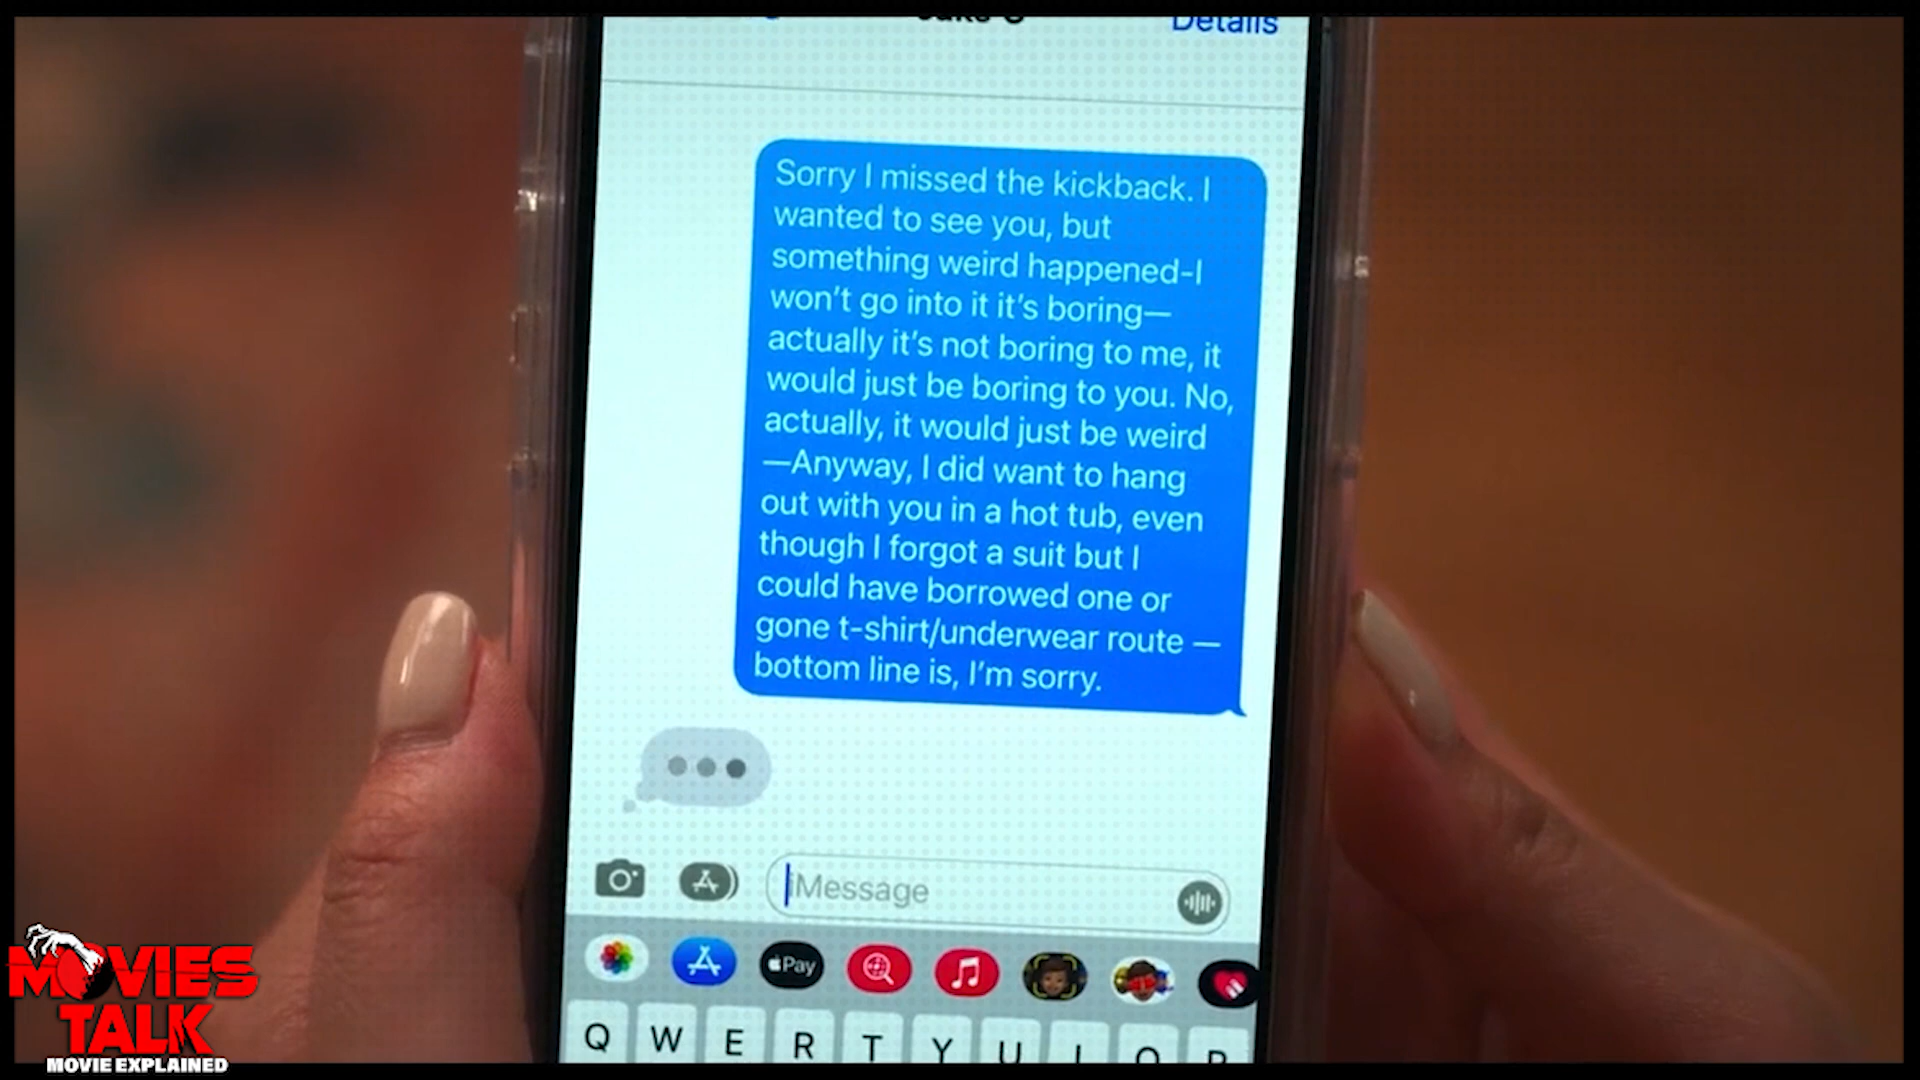 Details
Sorry I missed the kickback. I
wanted to see you, but
something weird happened-I
won't go into it it's boring—
actually it's not boring to me, it
would just be boring to you. No,
actually, it would just be weird
—Anyway, I did want to hang
out with you in a hot tub, even
though I forgot a suit but I
could have borrowed one or
gone t-shirt/underwear route —
bottom line is, I'm sorry.
iMessage
Pay
Q W E R T Y U I O P
MOVIES
TALK
MOVIE EXPLAINED